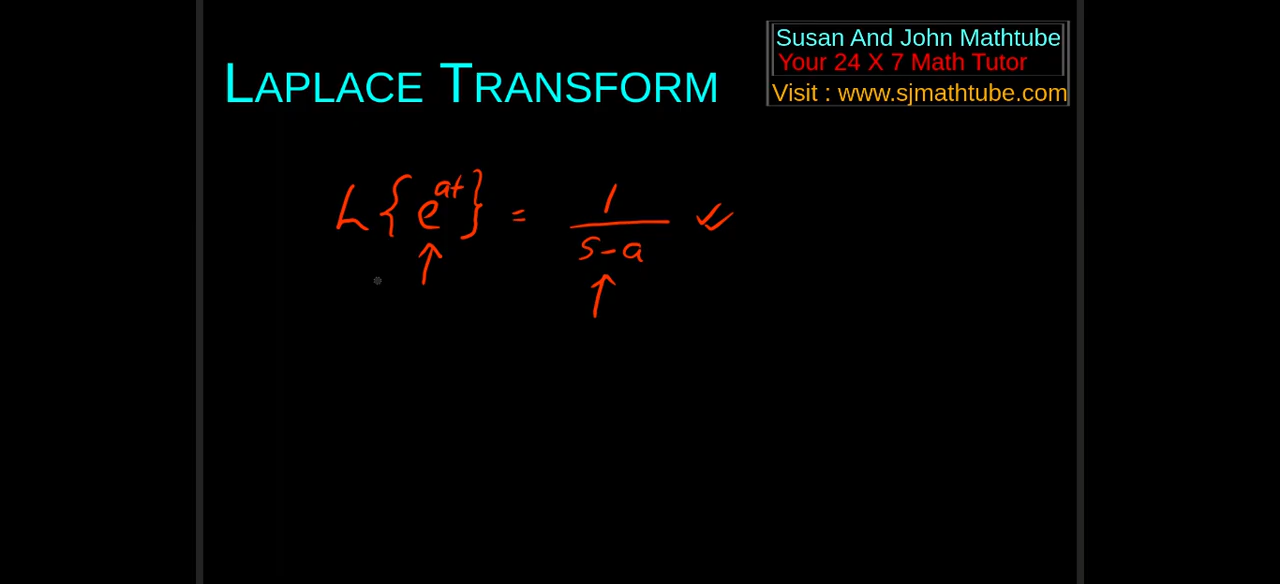 LAPLACE TRANSFORM
Susan And John Mathtube
Your 24 X 7 Math Tutor
Visit : www.sjmathtube.com
L{e^at} = 1/(s-a)